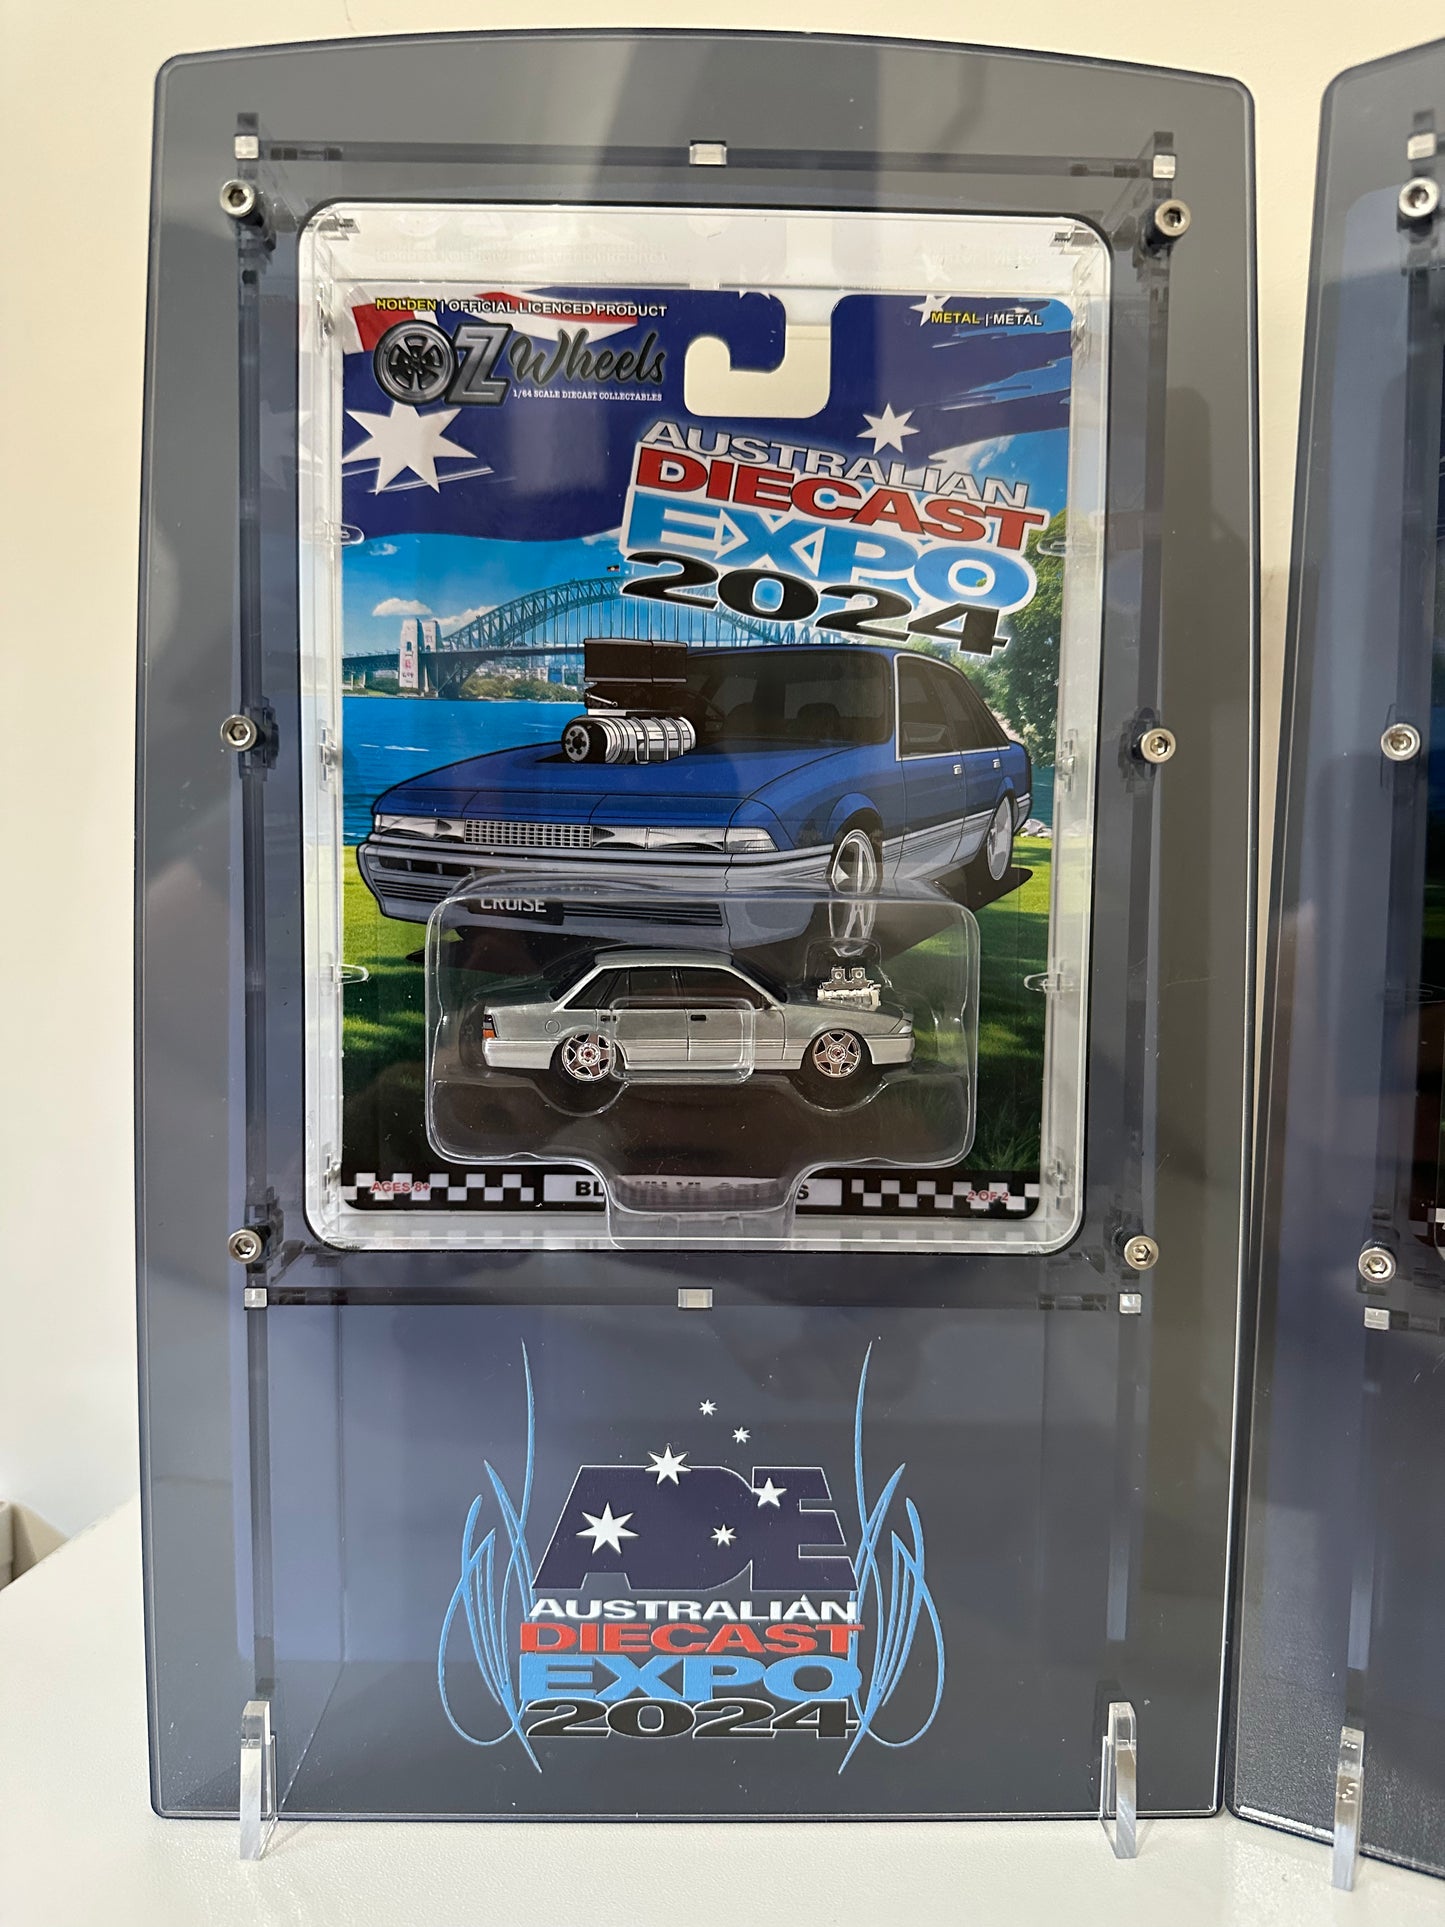 HOLDEN | OFFICIAL LICENCED PRODUCT
METAL | METAL
OZ Wheels
1/64 SCALE DIECAST COLLECTABLES
AUSTRALIAN
DIECAST
EXPO
2024
CRUISE
AGES 8+
2 OF 2
ADE
AUSTRALIAN
DIECAST
EXPO
2024